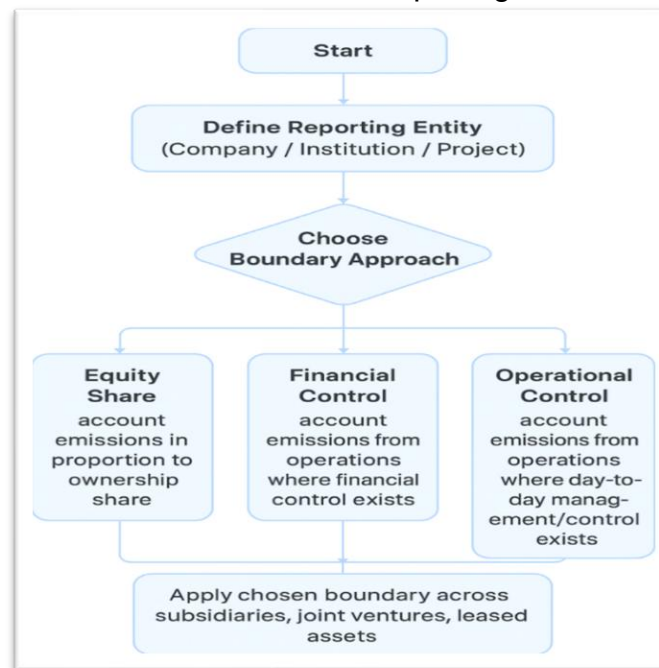 Start
Define Reporting Entity
(Company / Institution / Project)
Choose
Boundary Approach
Equity
Share
account
emissions in
proportion to
ownership
share
Financial
Control
account
emissions from
operations
where financial
control exists
Operational
Control
account
emissions from
operations
where day-to-
day manag-
ement/control
exists
Apply chosen boundary across
subsidiaries, joint ventures, leased
assets